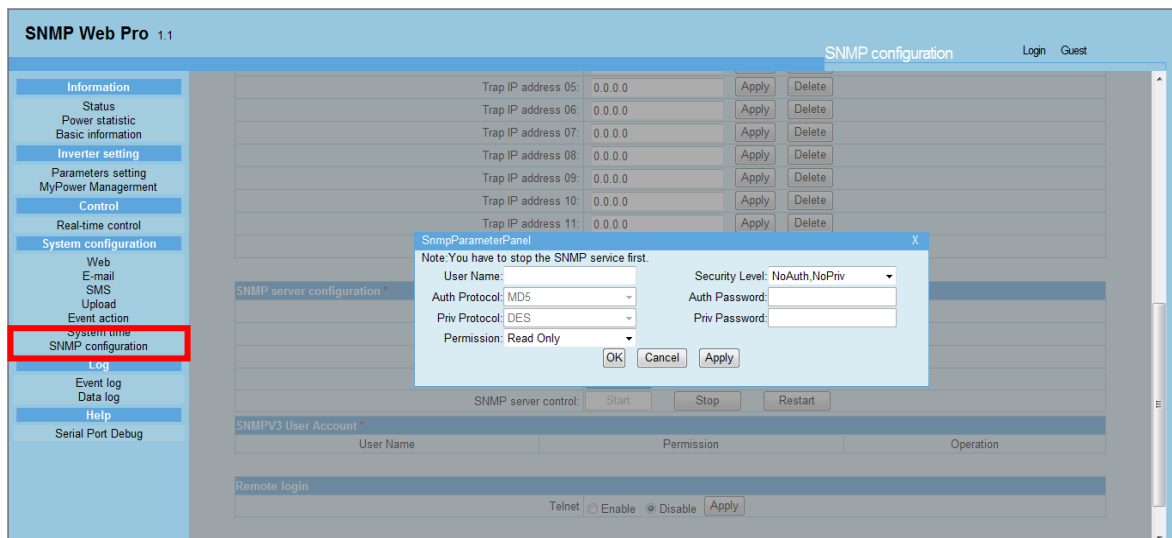 SNMP Web Pro 1.1
SNMP configuration
Login Guest
Information
Status
Power statistic
Basic information
Inverter setting
Parameters setting
MyPower Managerment
Control
Real-time control
System configuration
Web
E-mail
SMS
Upload
Event action
System time
SNMP configuration
Log
Event log
Data log
Help
Serial Port Debug
Trap IP address 05: 0.0.0.0 Apply Delete
Trap IP address 06: 0.0.0.0 Apply Delete
Trap IP address 07: 0.0.0.0 Apply Delete
Trap IP address 08: 0.0.0.0 Apply Delete
Trap IP address 09: 0.0.0.0 Apply Delete
Trap IP address 10: 0.0.0.0 Apply Delete
Trap IP address 11: 0.0.0.0 Apply Delete
SnmpParameterPanel X
Note:You have to stop the SNMP service first.
User Name: Security Level: NoAuth,NoPriv
Auth Protocol: MD5 Auth Password:
Priv Protocol: DES Priv Password:
Permission: Read Only
OK Cancel Apply
SNMP server configuration *
SNMP server control: Start Stop Restart
SNMPV3 User Account *
User Name Permission Operation
Remote login
Telnet Enable Disable Apply